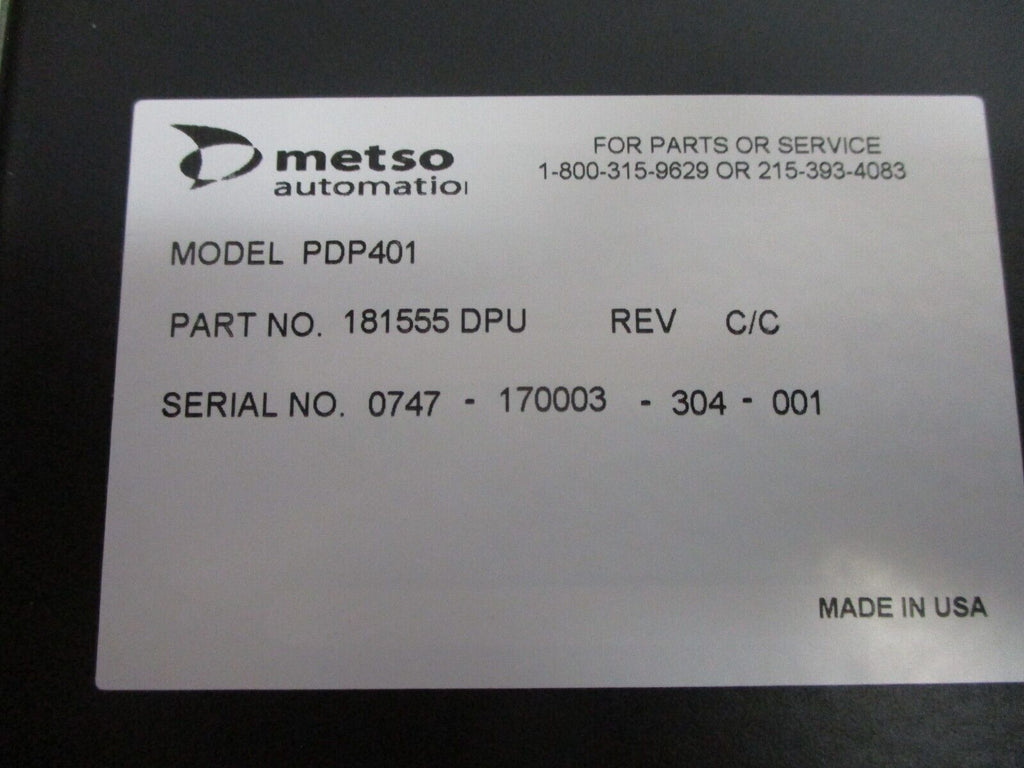 metso
automatio
FOR PARTS OR SERVICE
1-800-315-9629 OR 215-393-4083
MODEL PDP401
PART NO. 181555 DPU REV C/C
SERIAL NO. 0747 - 170003 - 304 - 001
MADE IN USA